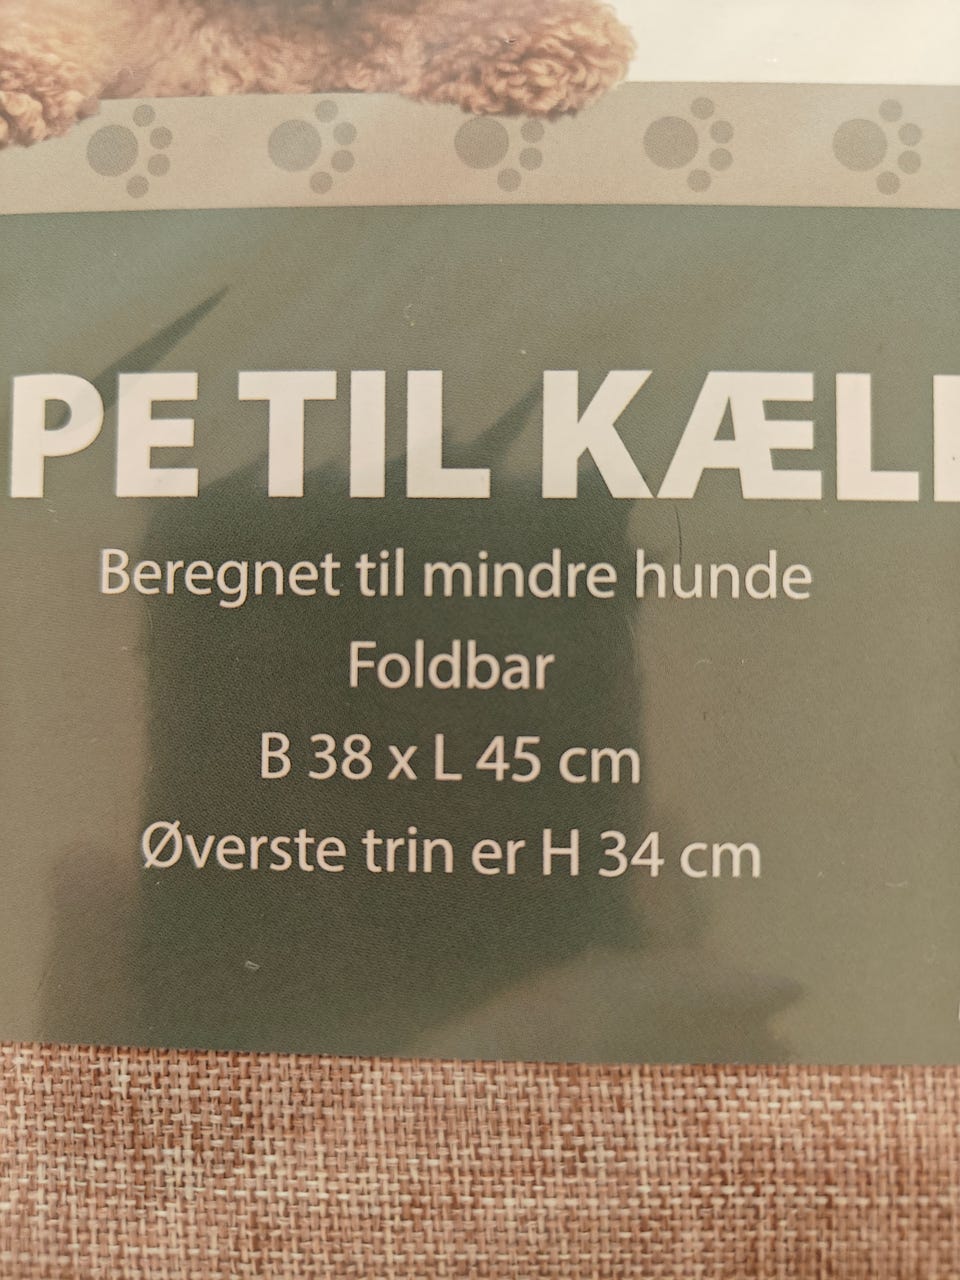 PE TIL KÆL
Beregnet til mindre hunde
Foldbar
B 38 x L 45 cm
Øverste trin er H 34 cm